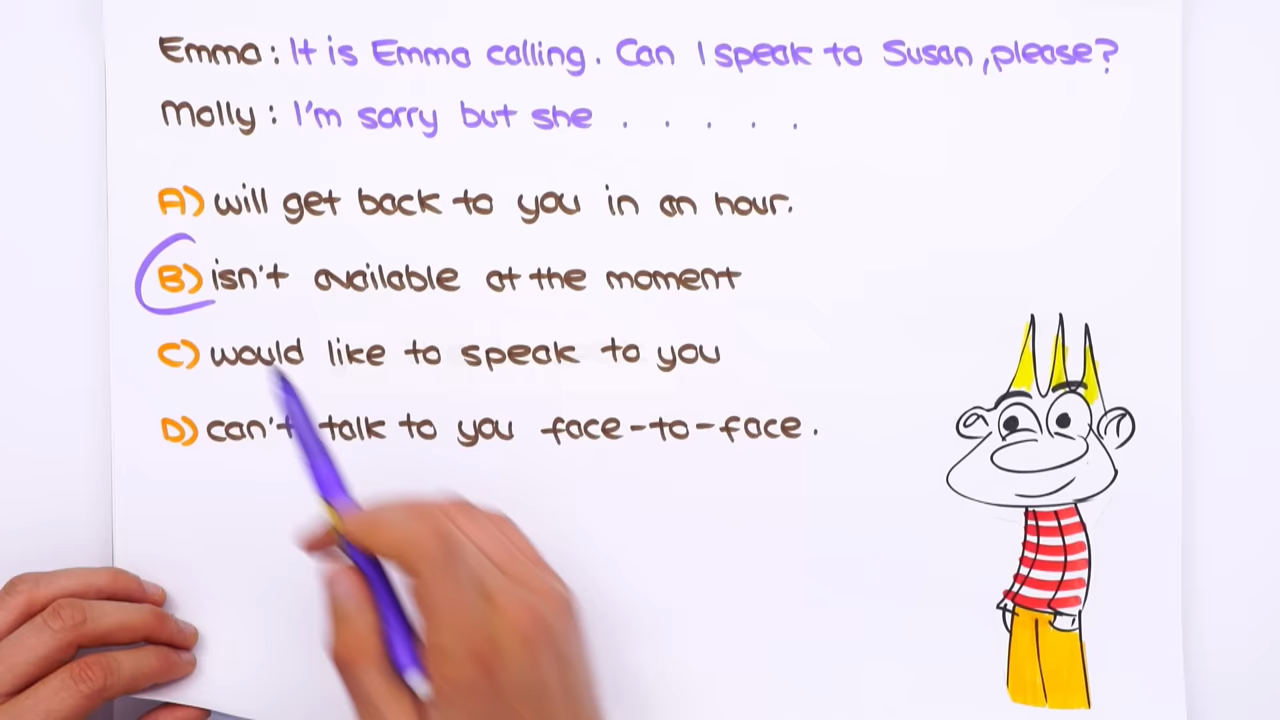 Emma: It is Emma calling. Can I speak to Susan, please?
Molly: I'm sorry but she . . . . .
A) will get back to you in an hour.
B) isn't available at the moment
C) would like to speak to you
D) can't talk to you face-to-face.